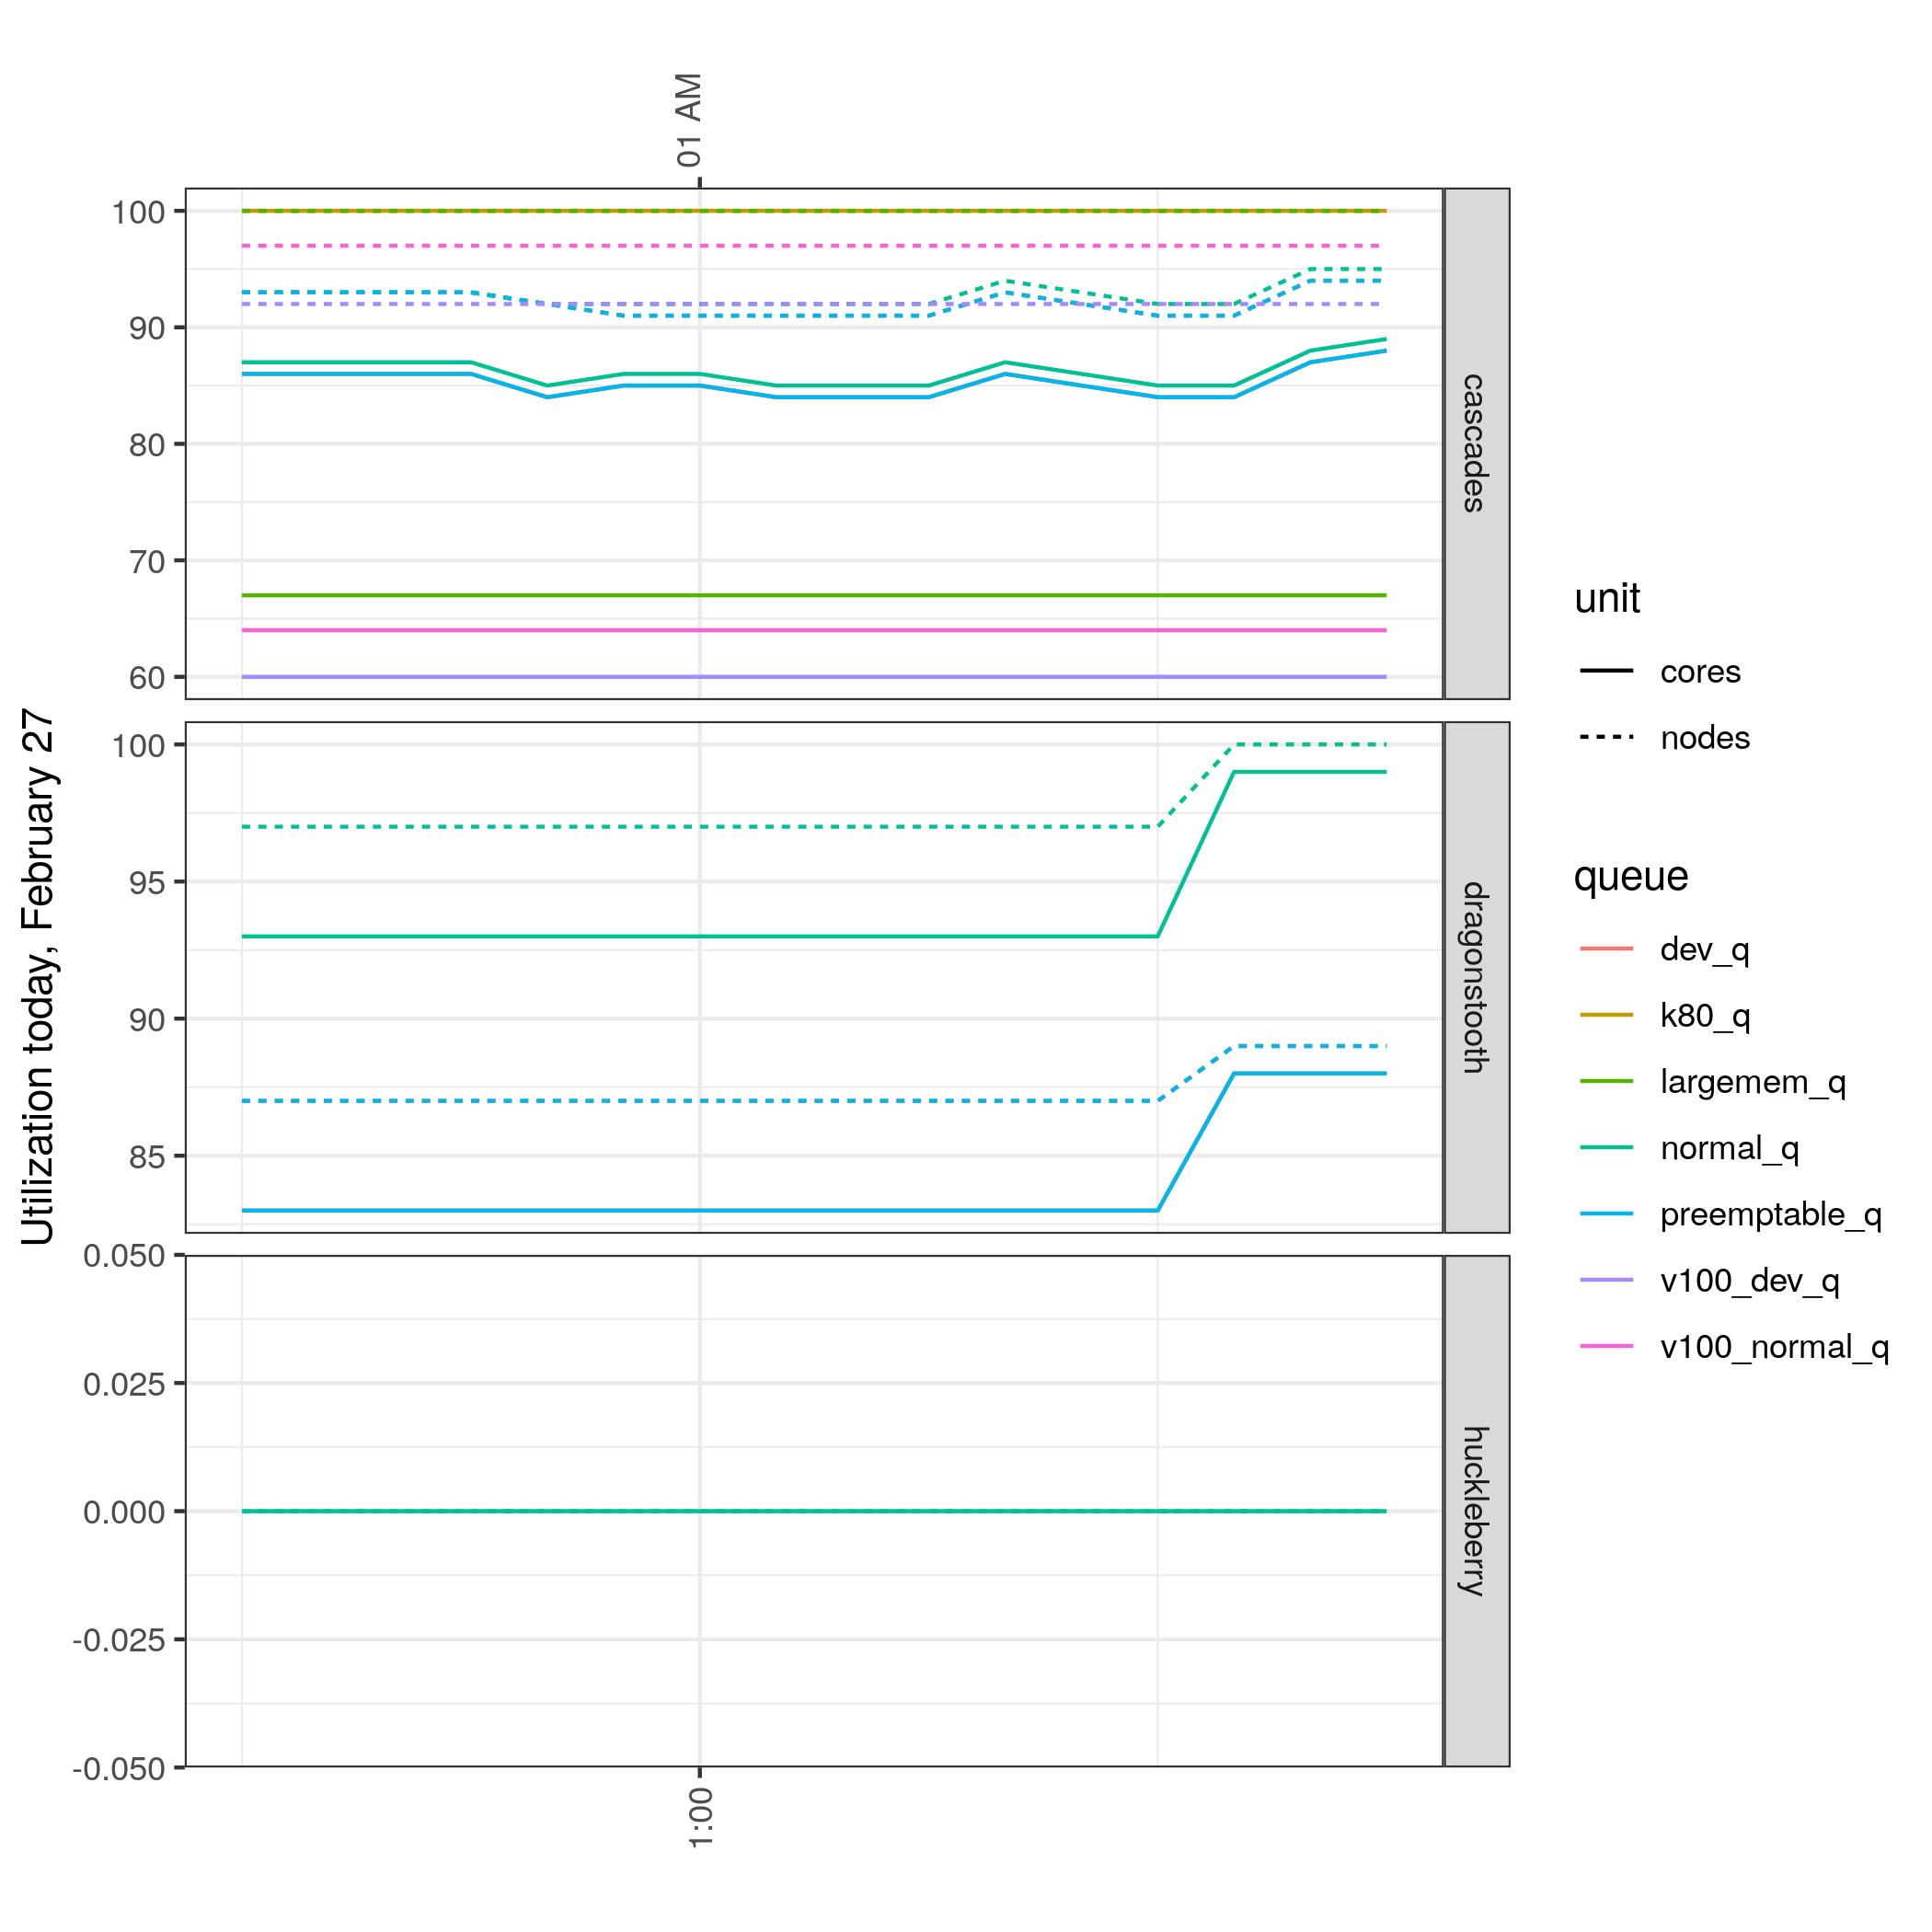 01 AM
100
90
80
70
60
cascades
100
95
90
85
dragonstooth
0.050
0.025
0.000
-0.025
-0.050
huckleberry
1:00
Utilization today, February 27
unit
cores
nodes
queue
dev_q
k80_q
largemem_q
normal_q
preemptable_q
v100_dev_q
v100_normal_q